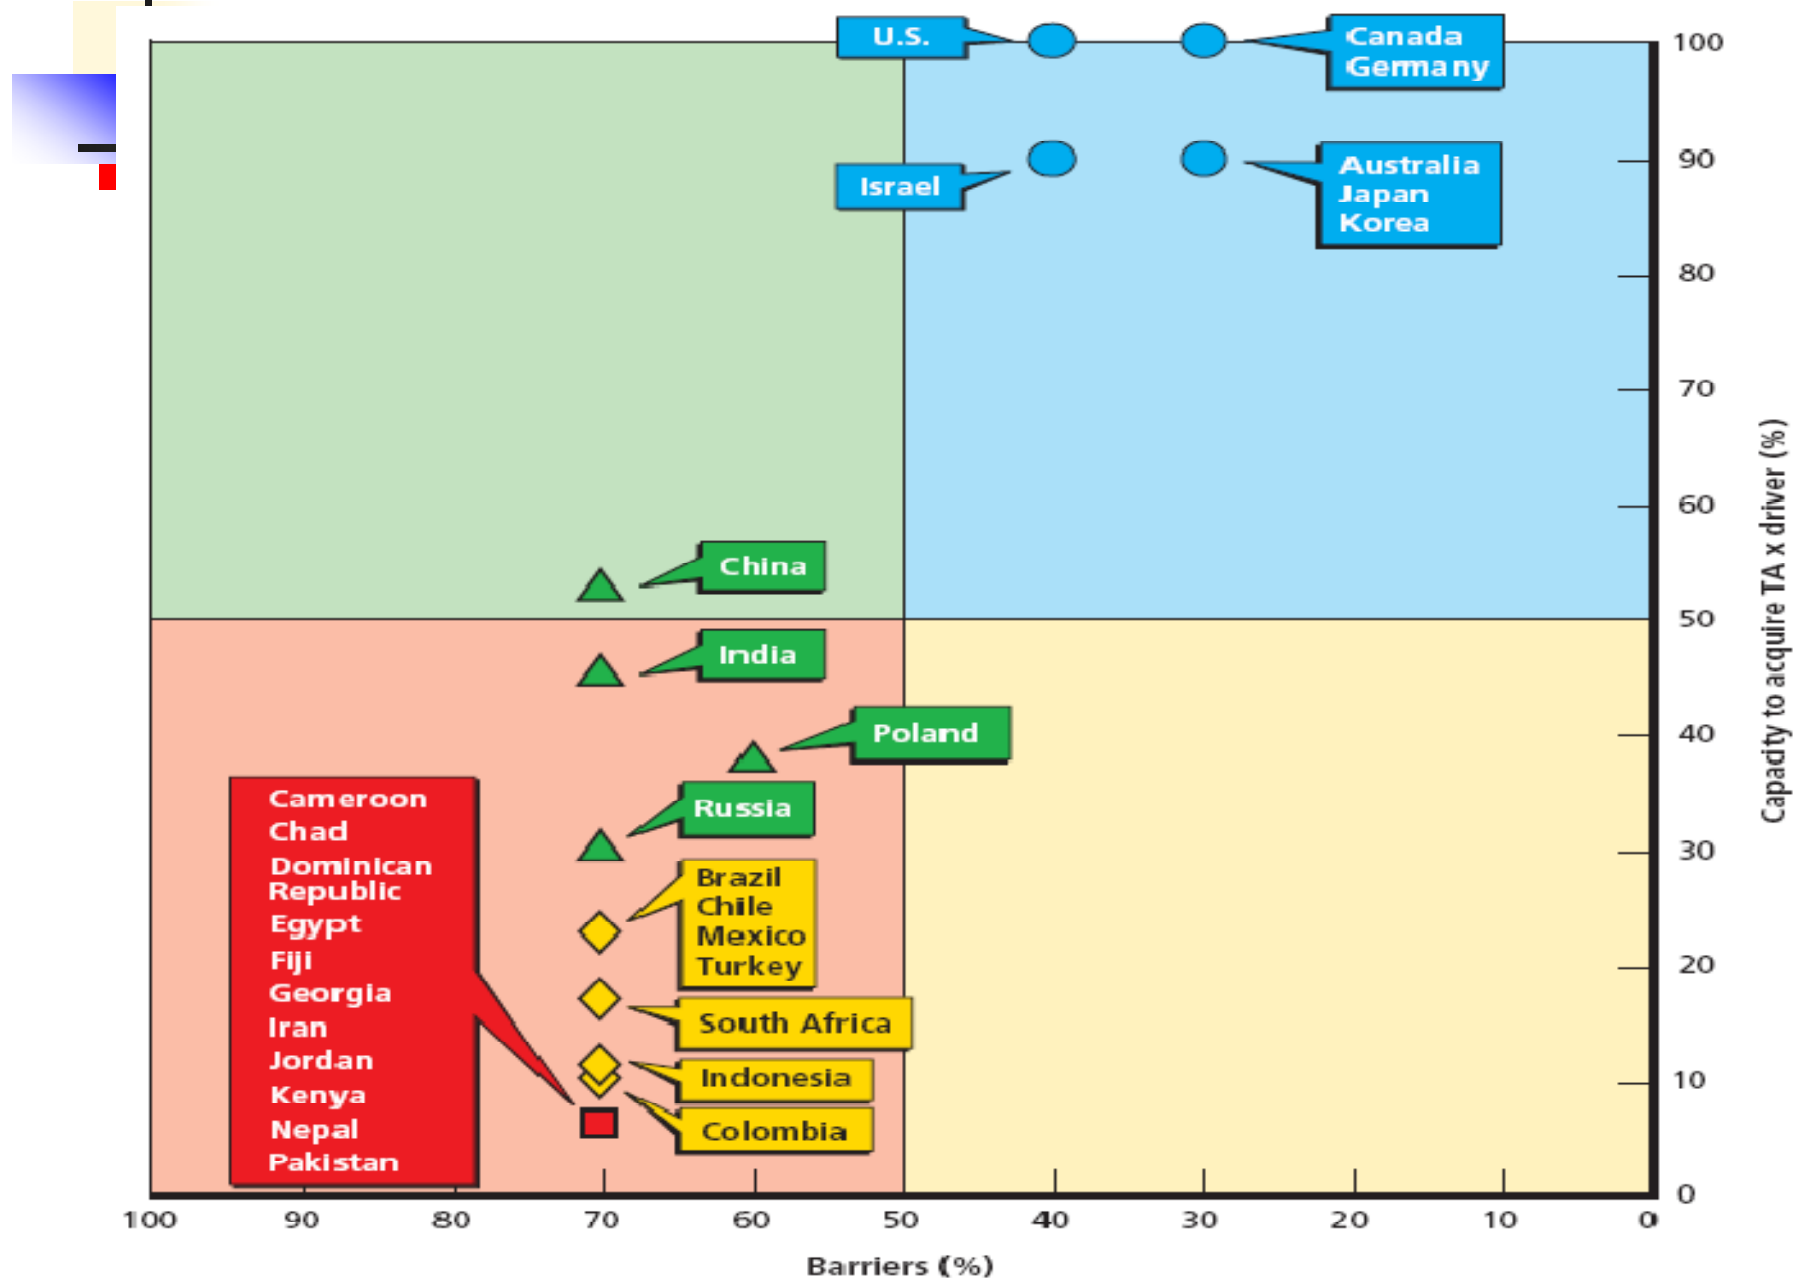 U.S.
Canada
Germany
100
Israel
Australia
Japan
Korea
90
80
70
60
China
50
India
Poland
40
Russia
30
Brazil
Chile
Mexico
Turkey
20
South Africa
Indonesia
10
Colombia
0
Cameroon
Chad
Dominican
Republic
Egypt
Fiji
Georgia
Iran
Jordan
Kenya
Nepal
Pakistan
100 90 80 70 60 50 40 30 20 10 0
Barriers (%)
Capacity to acquire TA x driver (%)